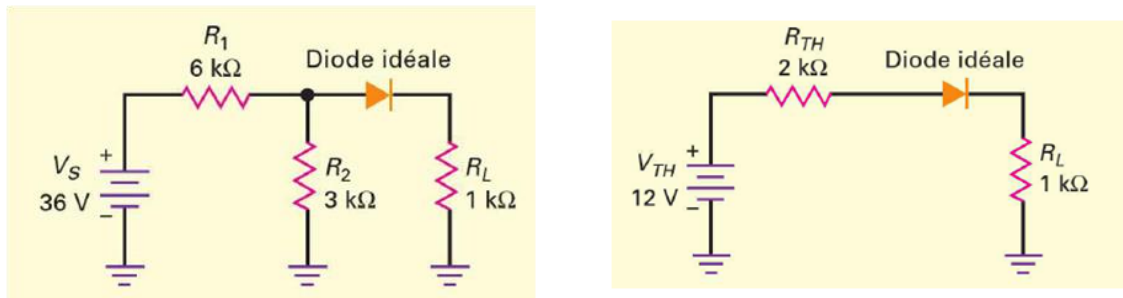 R1
6 kΩ
Diode idéale
VS
+
36 V
−
R2
3 kΩ
RL
1 kΩ
RTH
2 kΩ
Diode idéale
VTH
+
12 V
−
RL
1 kΩ